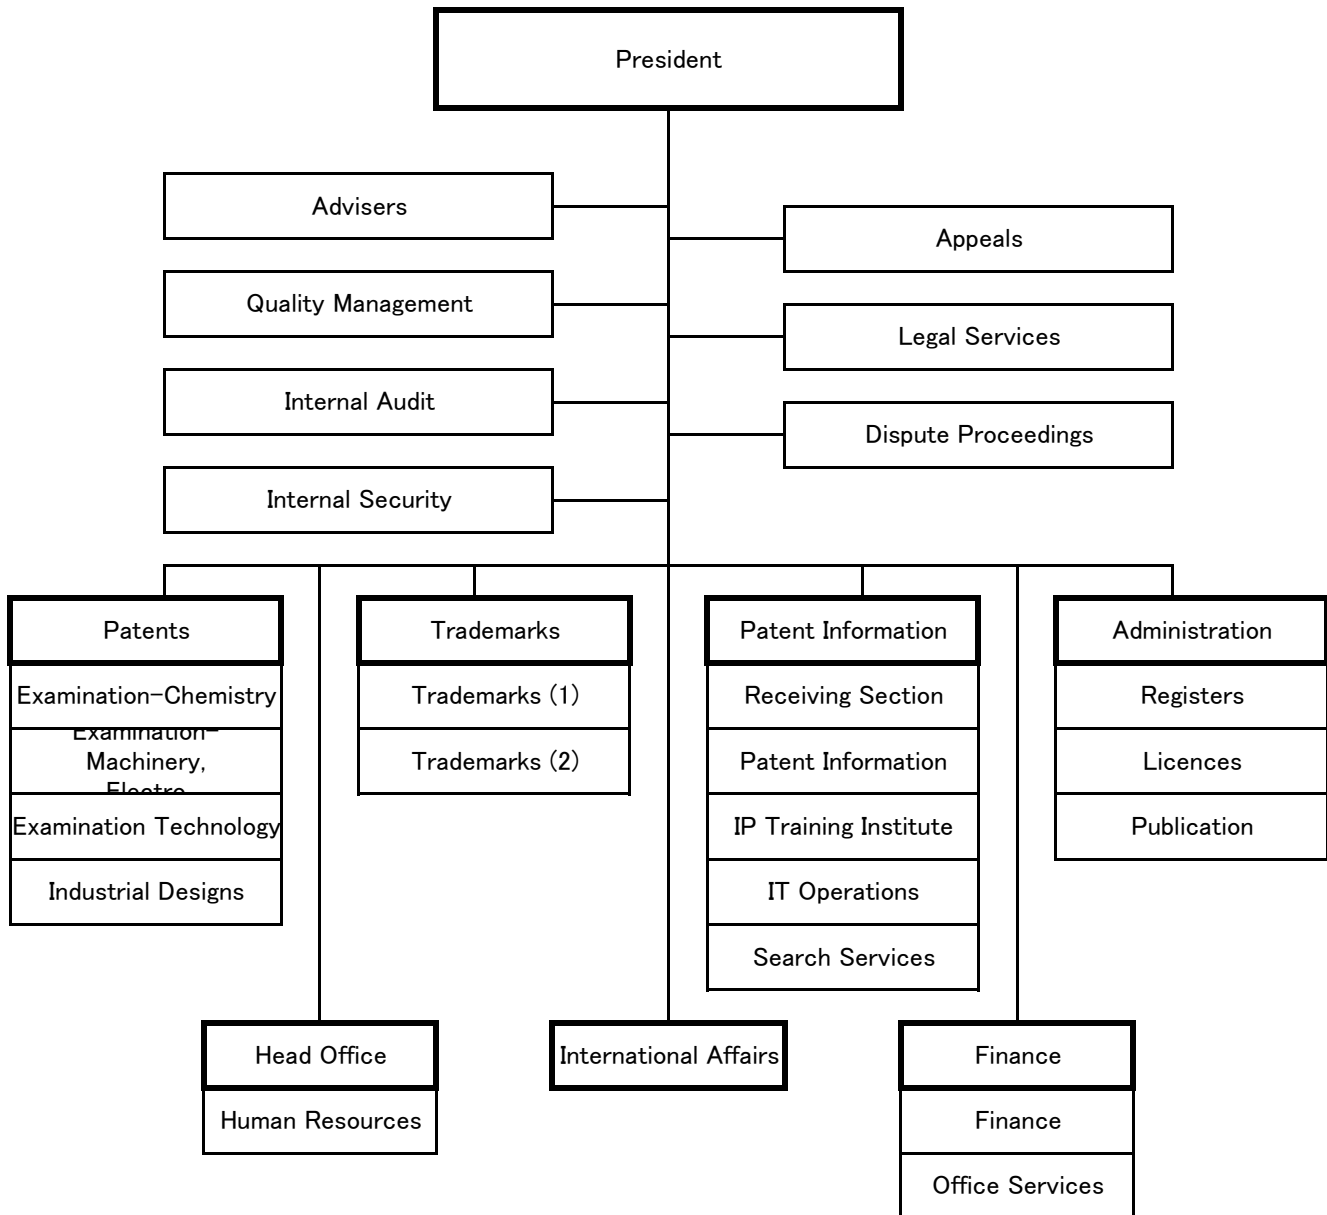 President
Advisers
Appeals
Quality Management
Legal Services
Internal Audit
Dispute Proceedings
Internal Security
Patents
Examination-Chemistry
Examination-
Machinery,
Electro
Examination Technology
Industrial Designs
Trademarks
Trademarks (1)
Trademarks (2)
Patent Information
Receiving Section
Patent Information
IP Training Institute
IT Operations
Search Services
Administration
Registers
Licences
Publication
Head Office
Human Resources
International Affairs
Finance
Finance
Office Services